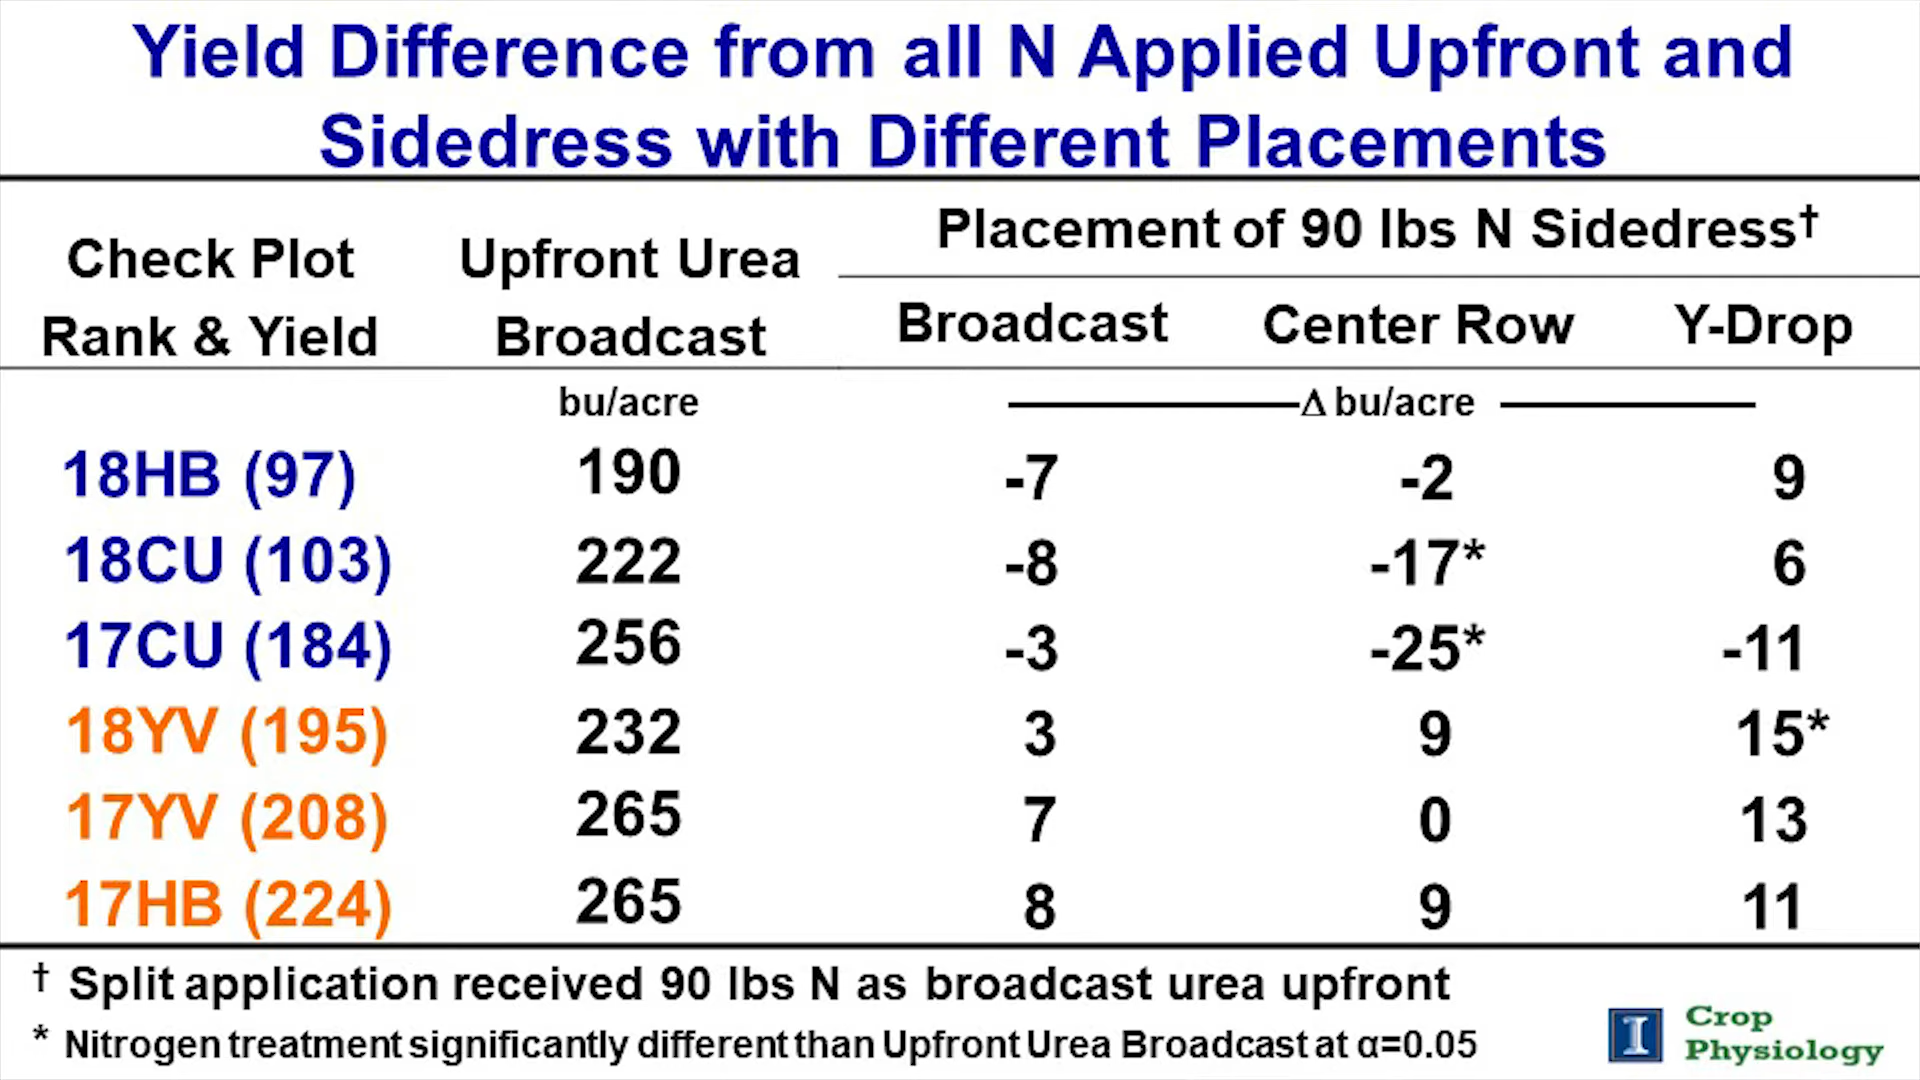 Yield Difference from all N Applied Upfront and
Sidedress with Different Placements
Check Plot
Rank & Yield
Upfront Urea
Broadcast
Placement of 90 lbs N Sidedress†
Broadcast Center Row Y-Drop
bu/acre Δ bu/acre
18HB (97) 190 -7 -2 9
18CU (103) 222 -8 -17* 6
17CU (184) 256 -3 -25* -11
18YV (195) 232 3 9 15*
17YV (208) 265 7 0 13
17HB (224) 265 8 9 11
† Split application received 90 lbs N as broadcast urea upfront
* Nitrogen treatment significantly different than Upfront Urea Broadcast at α=0.05
I Crop
Physiology